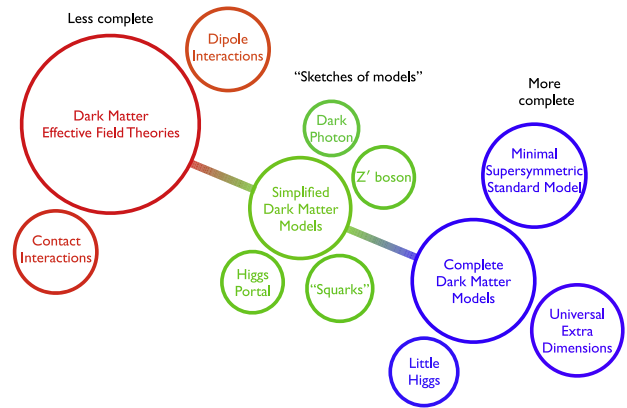 Less complete
Dipole
Interactions
Dark Matter
Effective Field Theories
Contact
Interactions
“Sketches of models”
Dark
Photon
Z′ boson
Simplified
Dark Matter
Models
Higgs
Portal
“Squarks”
More
complete
Minimal
Supersymmetric
Standard Model
Complete
Dark Matter
Models
Universal
Extra
Dimensions
Little
Higgs